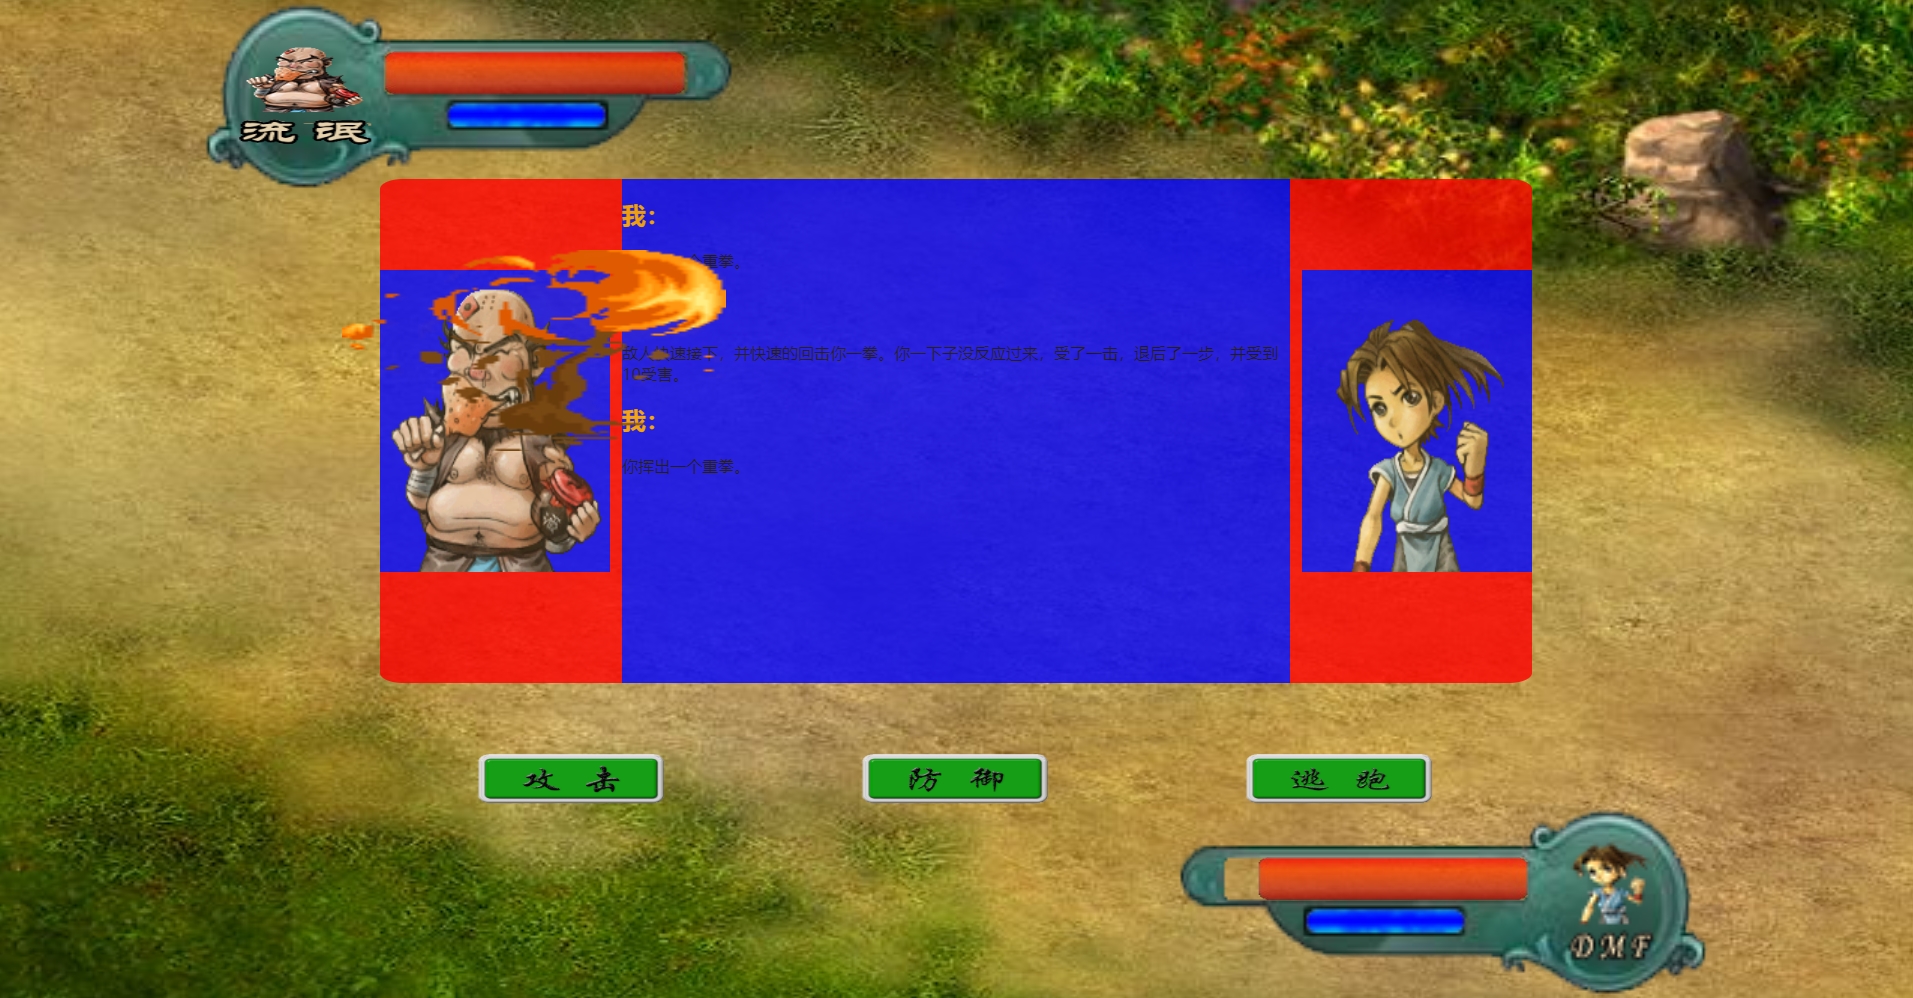 流氓
我：
个重拳。
敌人快速接下，并快速的回击你一拳。你一下子没反应过来，受了一击，退后了一步，并受到
10受害。
我：
你挥出一个重拳。
攻 击
防 御
逃 跑
DMF